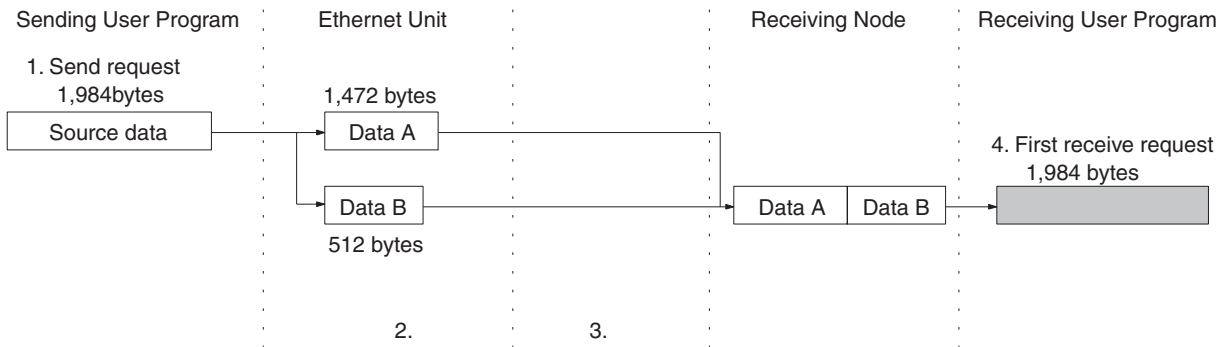 Sending User Program
Ethernet Unit
Receiving Node
Receiving User Program
1. Send request
1,984bytes
Source data
1,472 bytes
Data A
Data B
512 bytes
Data A
Data B
4. First receive request
1,984 bytes
2.
3.